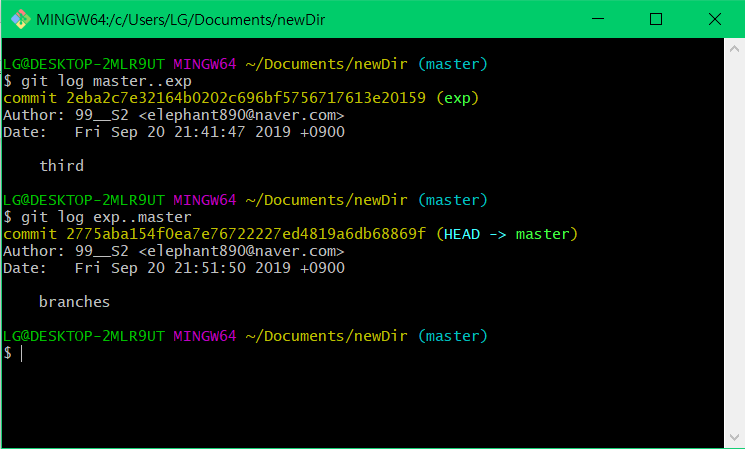 MINGW64:/c/Users/LG/Documents/newDir
LG@DESKTOP-2MLR9UT MINGW64 ~/Documents/newDir (master)
$ git log master..exp
commit 2eba2c7e32164b0202c696bf5756717613e20159 (exp)
Author: 99__S2 <elephant890@naver.com>
Date:   Fri Sep 20 21:41:47 2019 +0900
    third
LG@DESKTOP-2MLR9UT MINGW64 ~/Documents/newDir (master)
$ git log exp..master
commit 2775aba154f0ea7e76722227ed4819a6db68869f (HEAD -> master)
Author: 99__S2 <elephant890@naver.com>
Date:   Fri Sep 20 21:51:50 2019 +0900
    branches
LG@DESKTOP-2MLR9UT MINGW64 ~/Documents/newDir (master)
$